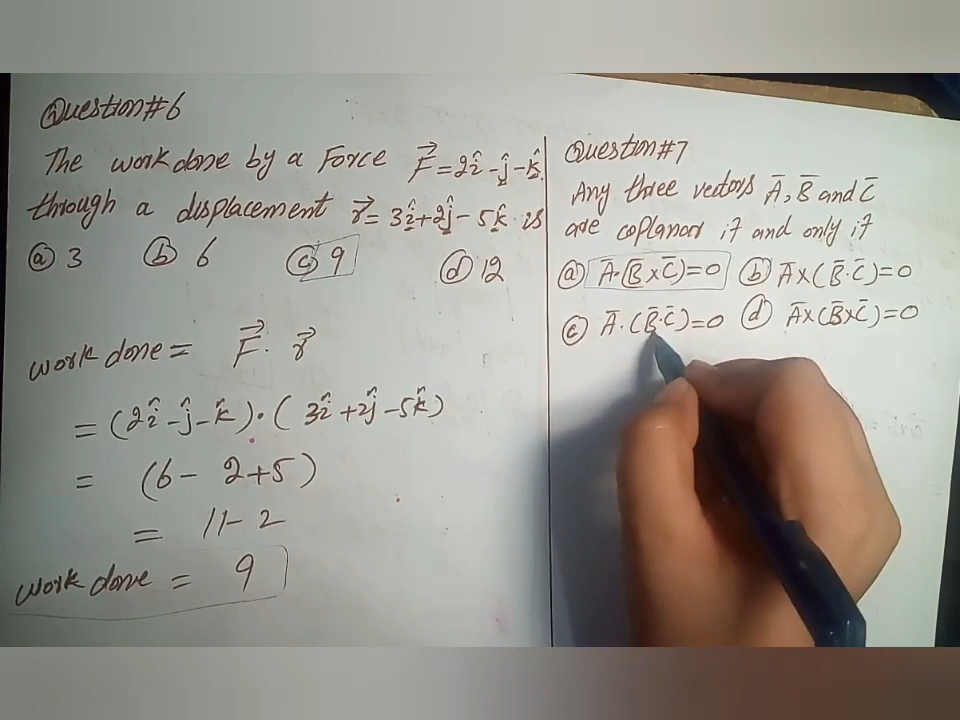 Question#6
The work done by a Force F⃗ = 2î - ĵ - k̂
through a displacement r⃗ = 3î + 2ĵ - 5k̂ is
(a) 3 (b) 6 (c) 9 (d) 12
work done = F⃗ . r⃗
= (2î - ĵ - k̂) . (3î + 2ĵ - 5k̂)
= (6 - 2 + 5)
= 11 - 2
work done = 9
Question#7
Any three vectors A̅, B̅ and C̅
are coplanar if and only if
(a) A̅ . (B̅ × C̅) = 0 (b) A̅ × (B̅ . C̅) = 0
(c) A̅ . (B̅ . C̅) = 0 (d) A̅ × (B̅ × C̅) = 0